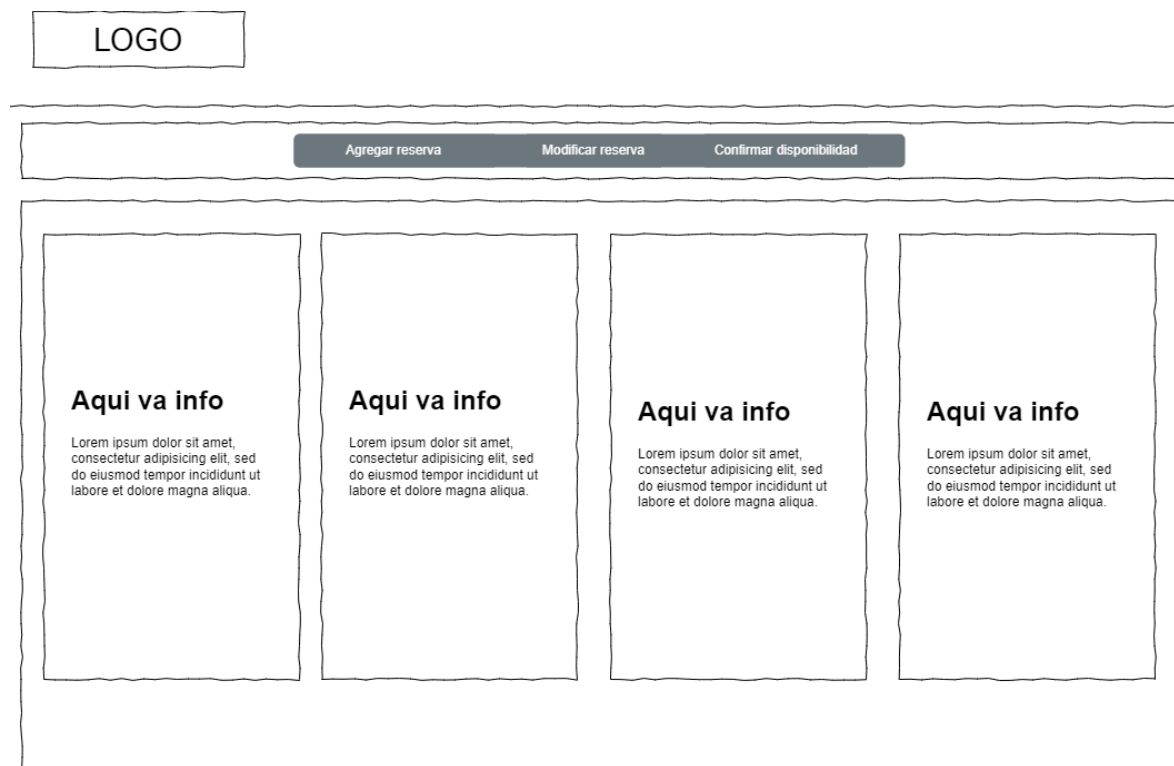 LOGO
Agregar reserva
Modificar reserva
Confirmar disponibilidad
Aqui va info
Lorem ipsum dolor sit amet,
consectetur adipisicing elit, sed
do eiusmod tempor incididunt ut
labore et dolore magna aliqua.
Aqui va info
Lorem ipsum dolor sit amet,
consectetur adipisicing elit, sed
do eiusmod tempor incididunt ut
labore et dolore magna aliqua.
Aqui va info
Lorem ipsum dolor sit amet,
consectetur adipisicing elit, sed
do eiusmod tempor incididunt ut
labore et dolore magna aliqua.
Aqui va info
Lorem ipsum dolor sit amet,
consectetur adipisicing elit, sed
do eiusmod tempor incididunt ut
labore et dolore magna aliqua.